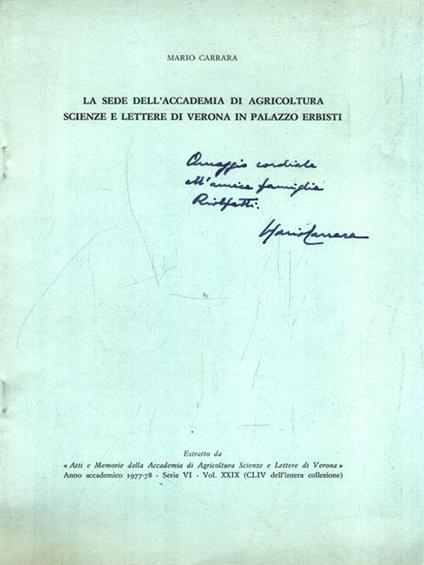 MARIO CARRARA
LA SEDE DELL'ACCADEMIA DI AGRICOLTURA
SCIENZE E LETTERE DI VERONA IN PALAZZO ERBISTI
Omaggio cordiale
all'amica famiglia
Mario Carrara
Estratto da
« Atti e Memorie della Accademia di Agricoltura Scienze e Lettere di Verona »
Anno accademico 1977-78 - Serie VI - Vol. XXIX (CLIV dell'intera collezione)